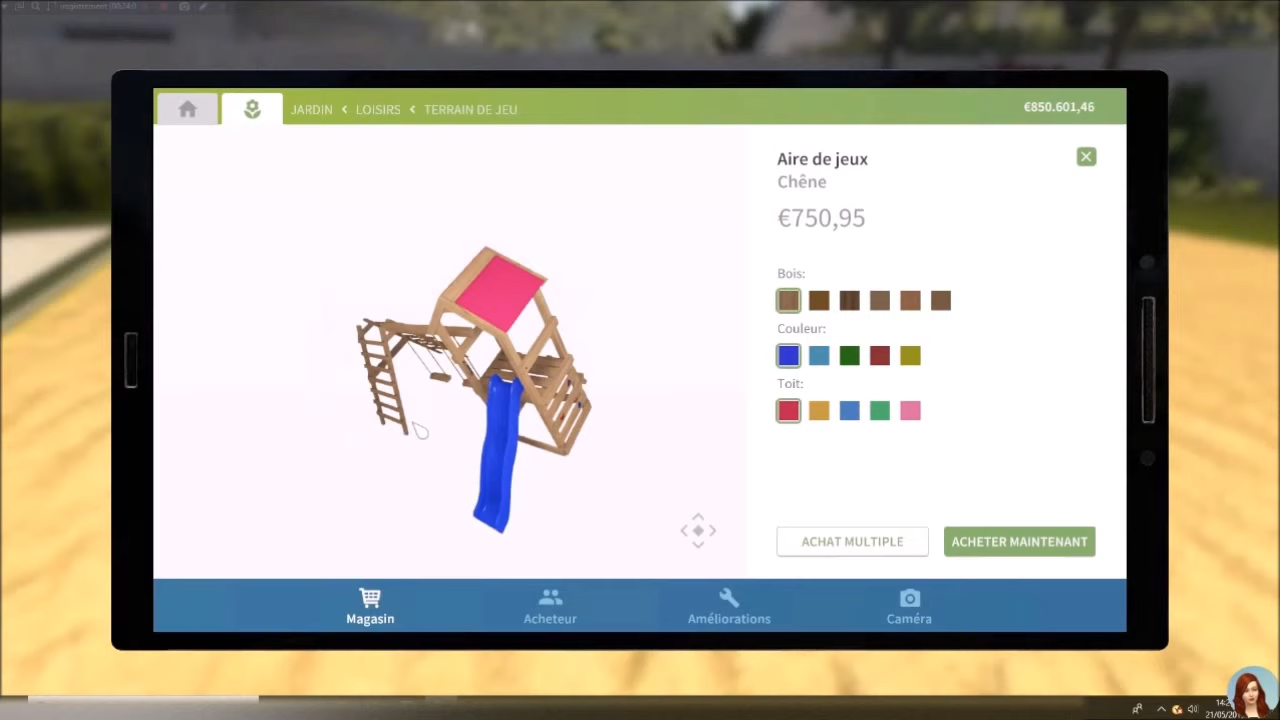 JARDIN < LOISIRS < TERRAIN DE JEU
€850.601,46
Aire de jeux
Chêne
€750,95
Bois:
Couleur:
Toit:
ACHAT MULTIPLE
ACHETER MAINTENANT
Magasin
Acheteur
Améliorations
Caméra